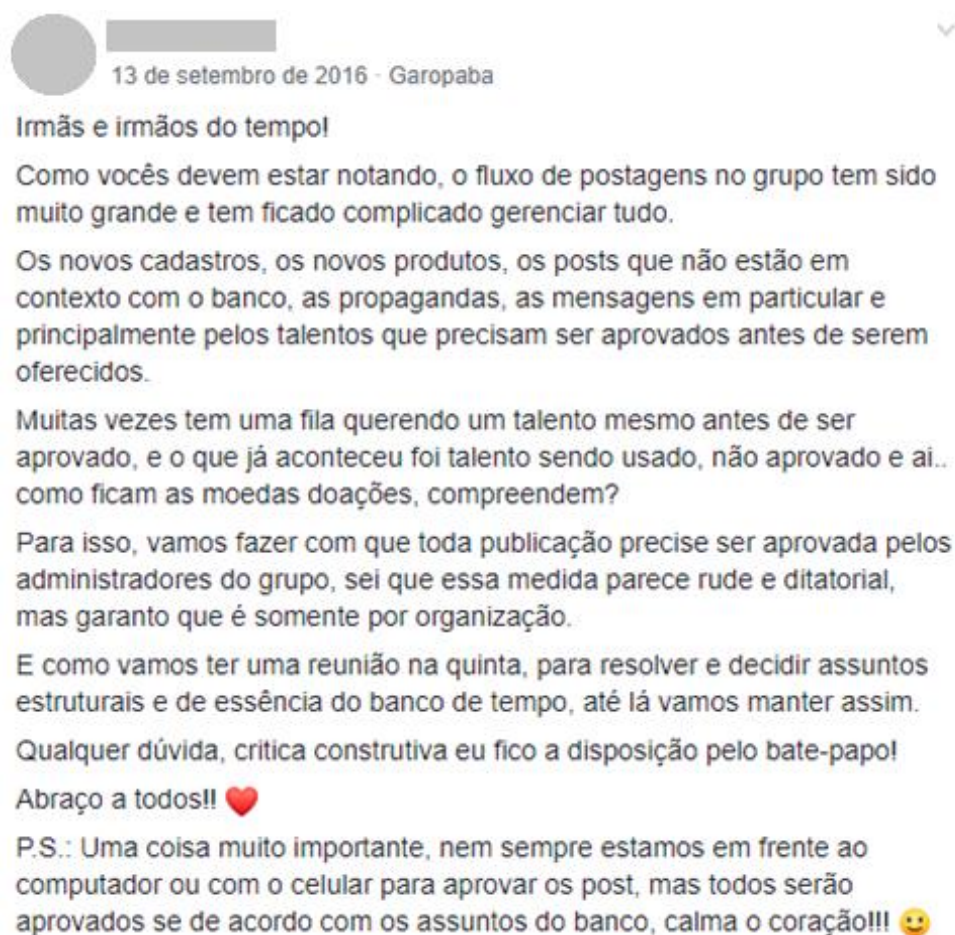 13 de setembro de 2016 · Garopaba
Irmãs e irmãos do tempo!
Como vocês devem estar notando, o fluxo de postagens no grupo tem sido
muito grande e tem ficado complicado gerenciar tudo.
Os novos cadastros, os novos produtos, os posts que não estão em
contexto com o banco, as propagandas, as mensagens em particular e
principalmente pelos talentos que precisam ser aprovados antes de serem
oferecidos.
Muitas vezes tem uma fila querendo um talento mesmo antes de ser
aprovado, e o que já aconteceu foi talento sendo usado, não aprovado e ai..
como ficam as moedas doações, compreendem?
Para isso, vamos fazer com que toda publicação precise ser aprovada pelos
administradores do grupo, sei que essa medida parece rude e ditatorial,
mas garanto que é somente por organização.
E como vamos ter uma reunião na quinta, para resolver e decidir assuntos
estruturais e de essência do banco de tempo, até lá vamos manter assim.
Qualquer dúvida, critica construtiva eu fico a disposição pelo bate-papo!
Abraço a todos!! ❤️
P.S.: Uma coisa muito importante, nem sempre estamos em frente ao
computador ou com o celular para aprovar os post, mas todos serão
aprovados se de acordo com os assuntos do banco, calma o coração!!! 🙂